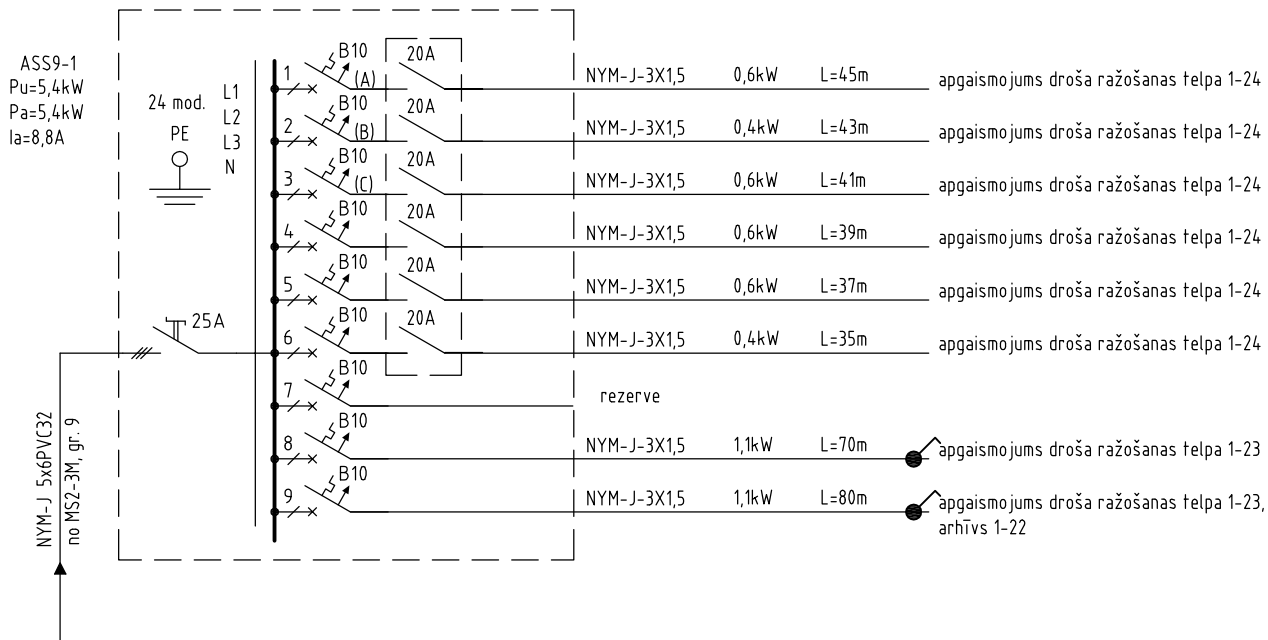 ASS9-1
Pu=5,4kW
Pa=5,4kW
Ia=8,8A
24 mod.
PE
L1
L2
L3
N
25A
NYM-J 5x6PVC32
no MS2-3M, gr. 9
1 B10 (A) 20A NYM-J-3X1,5 0,6kW L=45m apgaismojums droša ražošanas telpa 1-24
2 B10 (B) 20A NYM-J-3X1,5 0,4kW L=43m apgaismojums droša ražošanas telpa 1-24
3 B10 (C) 20A NYM-J-3X1,5 0,6kW L=41m apgaismojums droša ražošanas telpa 1-24
4 B10 20A NYM-J-3X1,5 0,6kW L=39m apgaismojums droša ražošanas telpa 1-24
5 B10 20A NYM-J-3X1,5 0,6kW L=37m apgaismojums droša ražošanas telpa 1-24
6 B10 20A NYM-J-3X1,5 0,4kW L=35m apgaismojums droša ražošanas telpa 1-24
7 B10 rezerve
8 B10 NYM-J-3X1,5 1,1kW L=70m apgaismojums droša ražošanas telpa 1-23
9 B10 NYM-J-3X1,5 1,1kW L=80m apgaismojums droša ražošanas telpa 1-23,
arhīvs 1-22